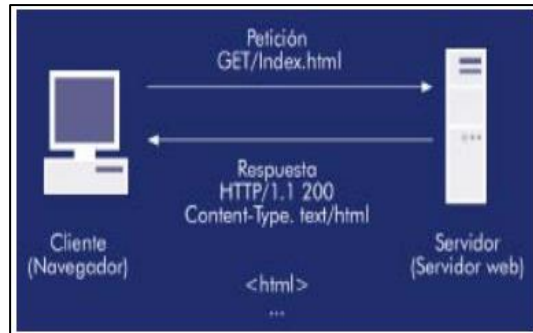 Petición
GET/Index.html
Respuesta
HTTP/1.1 200
Content-Type. text/html
Cliente
(Navegador)
Servidor
(Servidor web)
<html>
...